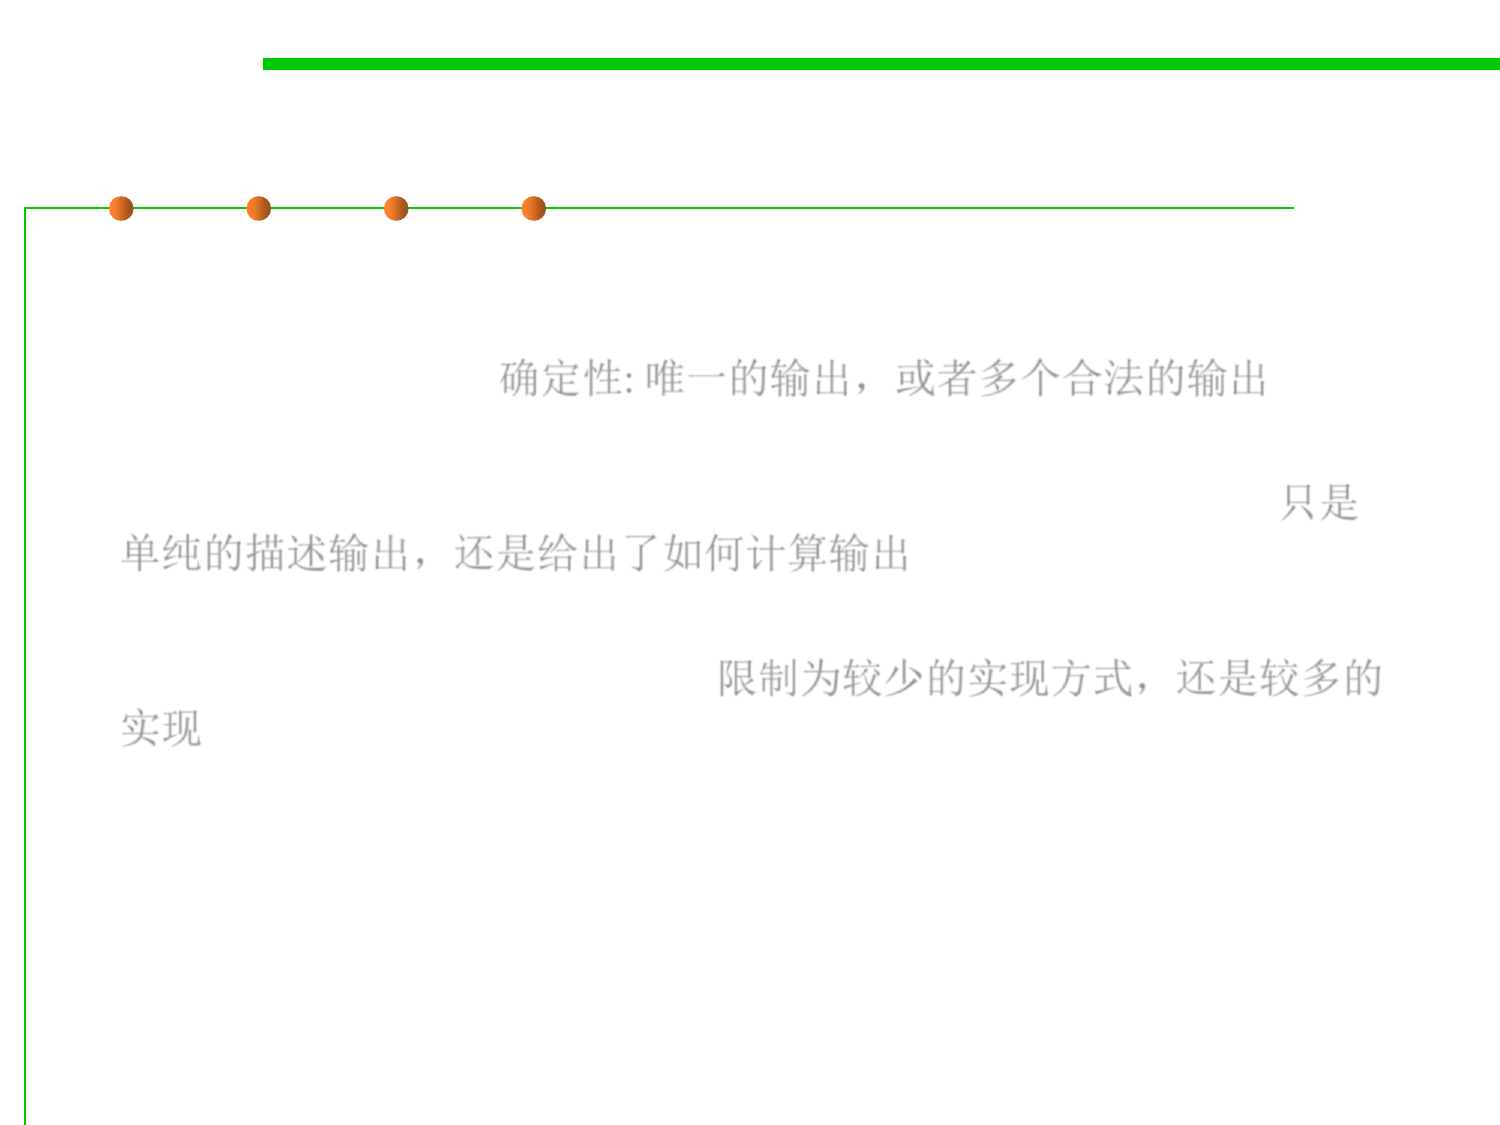 确定性: 唯一的输出，或者多个合法的输出
只是
单纯的描述输出，还是给出了如何计算输出
限制为较少的实现方式，还是较多的
实现